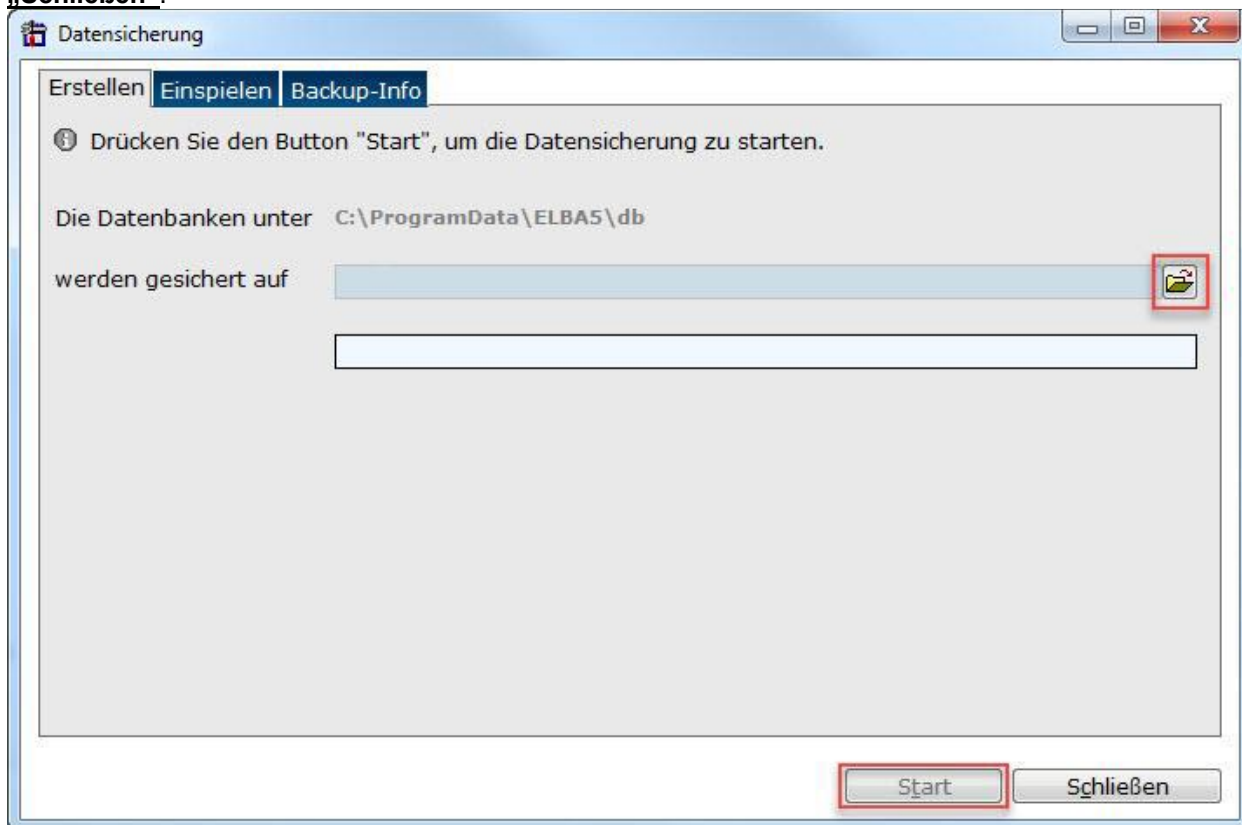 „Schließen“.
Datensicherung
Erstellen Einspielen Backup-Info
Drücken Sie den Button "Start", um die Datensicherung zu starten.
Die Datenbanken unter C:\ProgramData\ELBA5\db
werden gesichert auf
Start Schließen